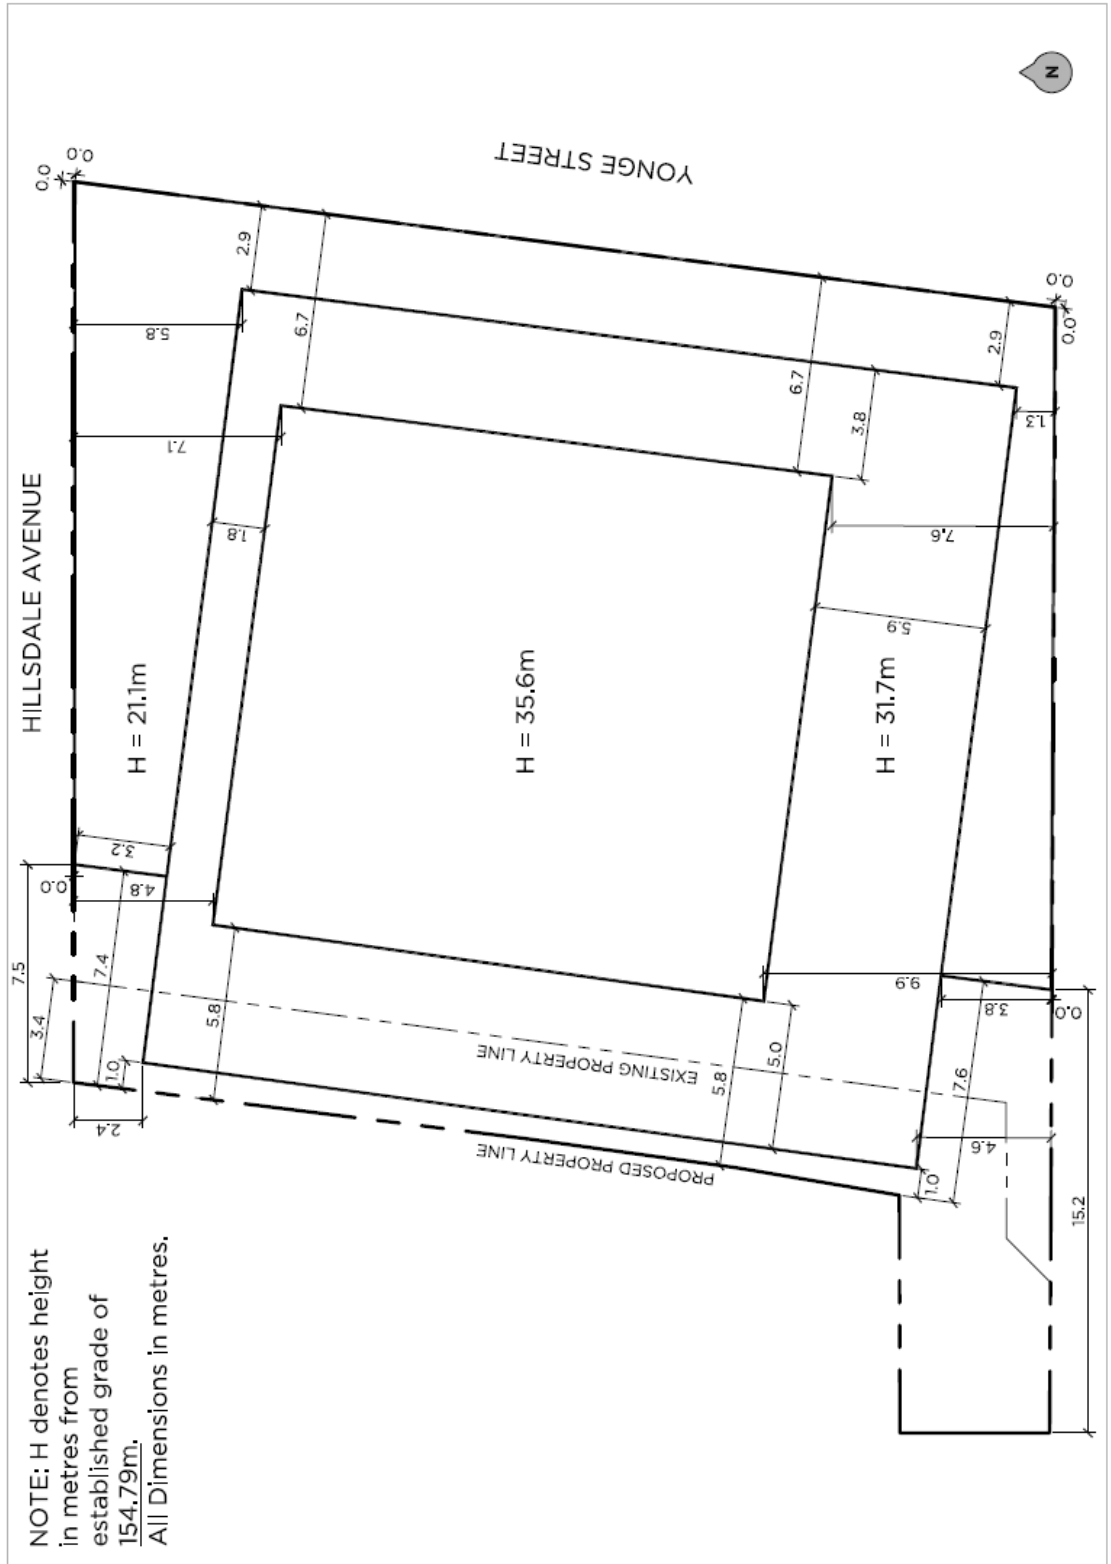 N
YONGE STREET
HILLSDALE AVENUE
0.0
0.0
2.9
5.8
6.7
7.1
1.8
H = 21.1m
3.2
7.5
0.0
4.8
7.4
3.4
1.0
2.4
5.8
H = 35.6m
EXISTING PROPERTY LINE
PROPOSED PROPERTY LINE
0.0
0.0
2.9
6.7
3.8
1.3
7.6
5.9
H = 31.7m
9.9
3.8
0.0
5.8
5.0
7.6
4.6
1.0
15.2
NOTE: H denotes height
in metres from
established grade of
154.79m.
All Dimensions in metres.